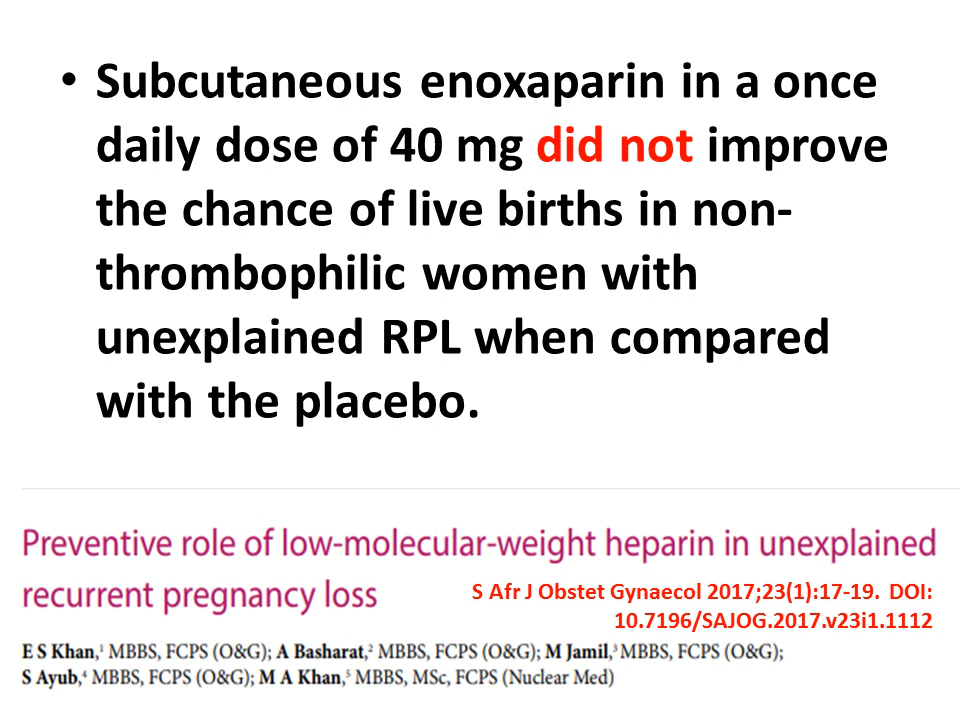 • Subcutaneous enoxaparin in a once
daily dose of 40 mg did not improve
the chance of live births in non-
thrombophilic women with
unexplained RPL when compared
with the placebo.
Preventive role of low-molecular-weight heparin in unexplained
recurrent pregnancy loss
S Afr J Obstet Gynaecol 2017;23(1):17-19. DOI:
10.7196/SAJOG.2017.v23i1.1112
E S Khan,¹ MBBS, FCPS (O&G); A Basharat,² MBBS, FCPS (O&G); M Jamil,³ MBBS, FCPS (O&G);
S Ayub,⁴ MBBS, FCPS (O&G); M A Khan,⁵ MBBS, MSc, FCPS (Nuclear Med)